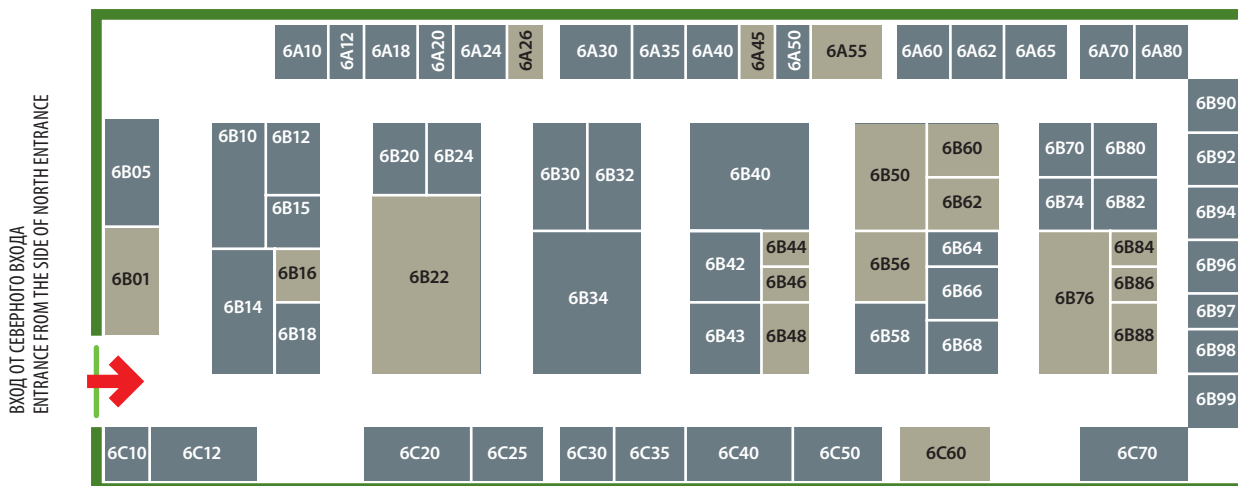 ВХОД ОТ СЕВЕРНОГО ВХОДА
ENTRANCE FROM THE SIDE OF NORTH ENTRANCE
6A10 6A12 6A18 6A20 6A24 6A26 6A30 6A35 6A40 6A45 6A50 6A55 6A60 6A62 6A65 6A70 6A80
6B90
6B10 6B12 6B20 6B24 6B60 6B70 6B80
6B92
6B05 6B30 6B32 6B40 6B50
6B15 6B62 6B74 6B82 6B94
6B44 6B64 6B84
6B01 6B16 6B22 6B42 6B56 6B96
6B14 6B34 6B46 6B66 6B76 6B86
6B97
6B18 6B43 6B48 6B58 6B68 6B88 6B98
6B99
6C10 6C12 6C20 6C25 6C30 6C35 6C40 6C50 6C60 6C70